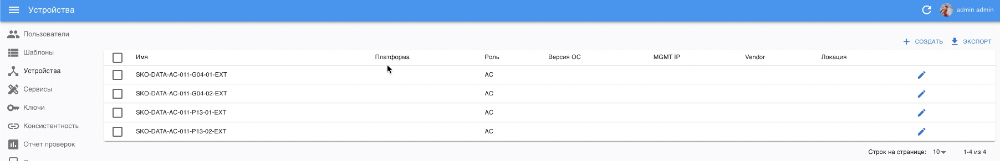 Устройства
admin admin
Пользователи
Шаблоны
Устройства
Сервисы
Ключи
Консистентность
Отчет проверок
СОЗДАТЬ ЭКСПОРТ
Имя Платформа Роль Версия ОС MGMT IP Vendor Локация
SKO-DATA-AC-011-G04-01-EXT AC
SKO-DATA-AC-011-G04-02-EXT AC
SKO-DATA-AC-011-P13-01-EXT AC
SKO-DATA-AC-011-P13-02-EXT AC
Строк на странице: 10 1-4 из 4